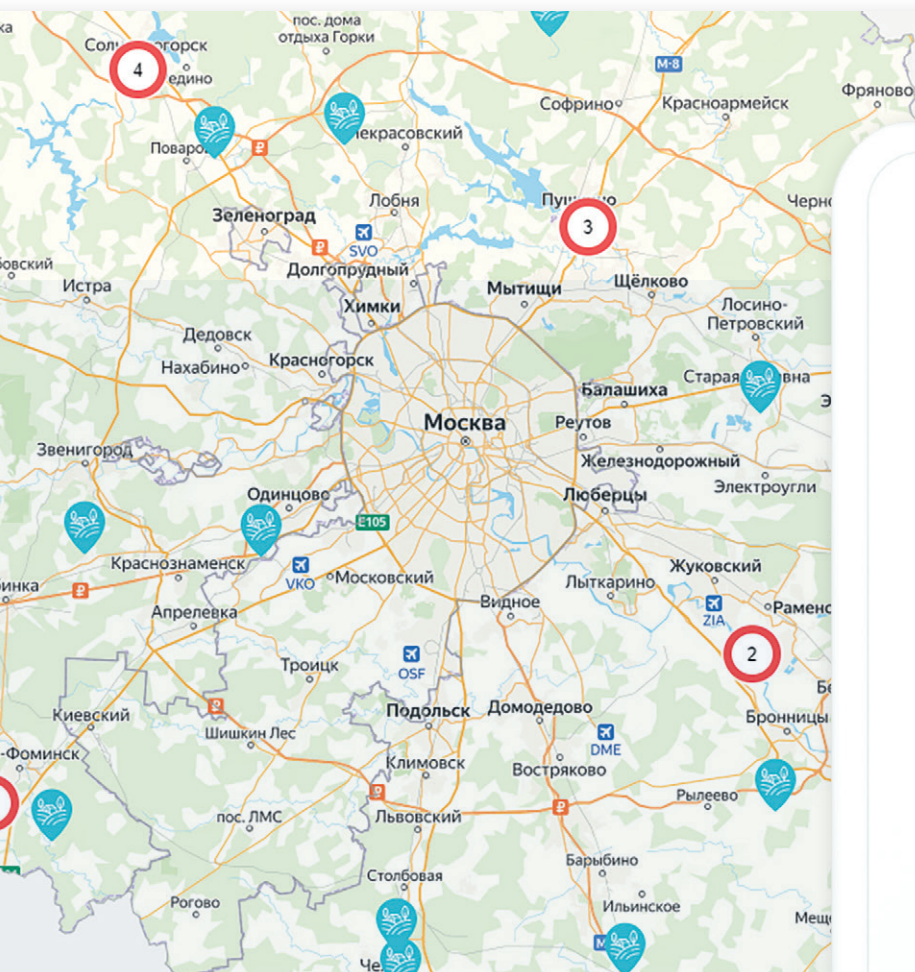 пос. дома
отдыха Горки
4
M-8
Софрино
Красноармейск
Фряново
Лобня
3
Зеленоград
SVO
Долгопрудный
Истра
Химки
Мытищи
Щёлково
Лосино-
Петровский
Дедовск
Нахабино
Красногорск
Балашиха
Москва
Реутов
Звенигород
Железнодорожный
Электроугли
Одинцово
Люберцы
E105
Краснознаменск
VKO
Московский
Жуковский
Лыткарино
Апрелевка
Видное
ZIA
2
Троицк
OSF
Киевский
Подольск
Домодедово
Бронницы
Шишкин Лес
DME
Климовск
Востряково
Рылеево
пос. ЛМС
Львовский
Барыбино
Столбовая
Рогово
Ильинское